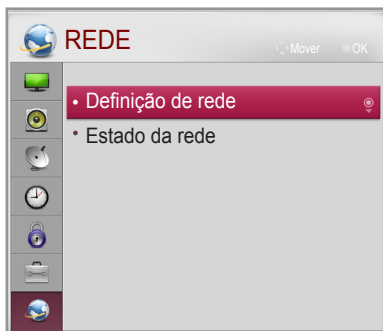 REDE
Mover
OK
• Definição de rede
• Estado da rede